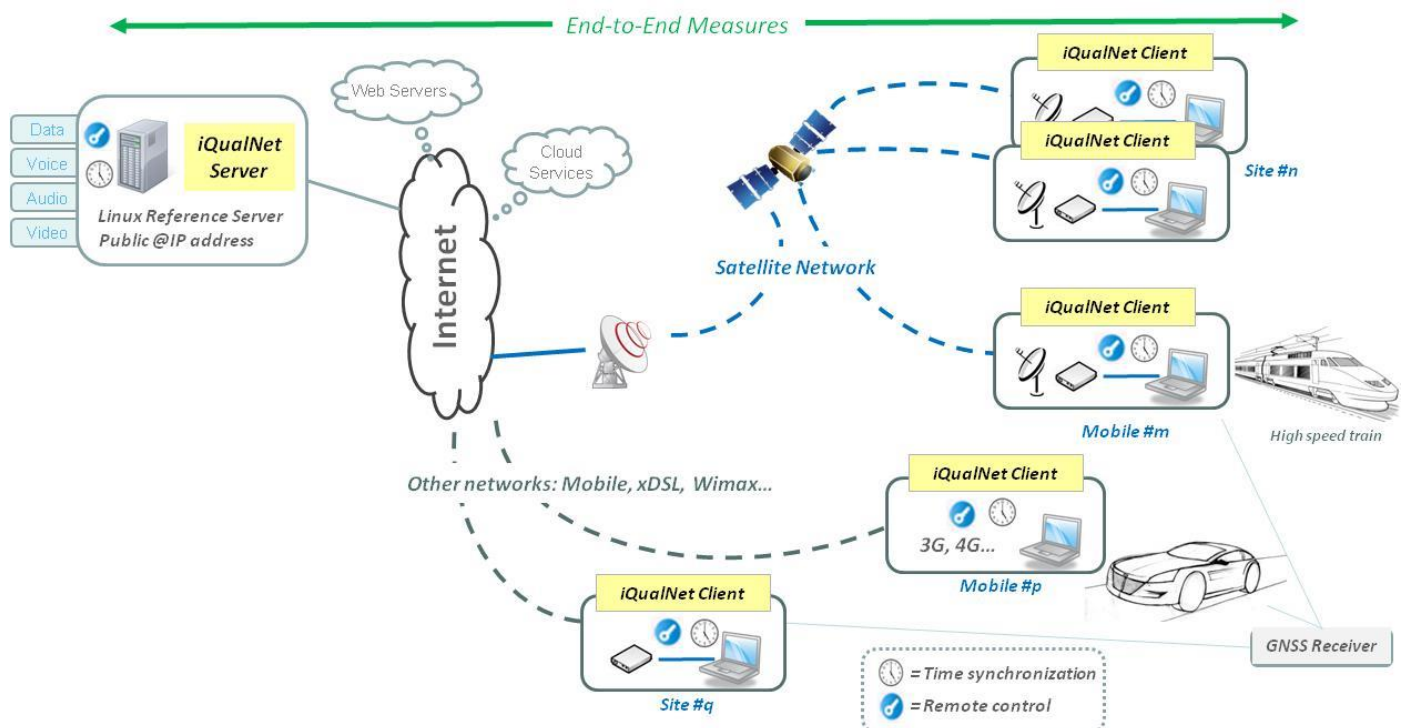 End-to-End Measures
iQualNet Client
Web Servers
Data
Voice
Audio
Video
iQualNet
Server
Linux Reference Server
Public @IP address
Cloud
Services
iQualNet Client
Site #n
Internet
Satellite Network
iQualNet Client
Mobile #m
High speed train
Other networks: Mobile, xDSL, Wimax...
iQualNet Client
3G, 4G...
Mobile #p
iQualNet Client
Site #q
GNSS Receiver
= Time synchronization
= Remote control